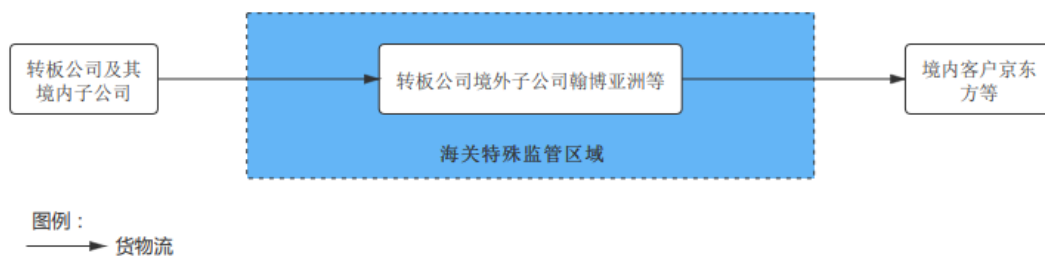 转板公司及其
境内子公司
转板公司境外子公司翰博亚洲等
境内客户京东
方等
海关特殊监管区域
图例：
货物流